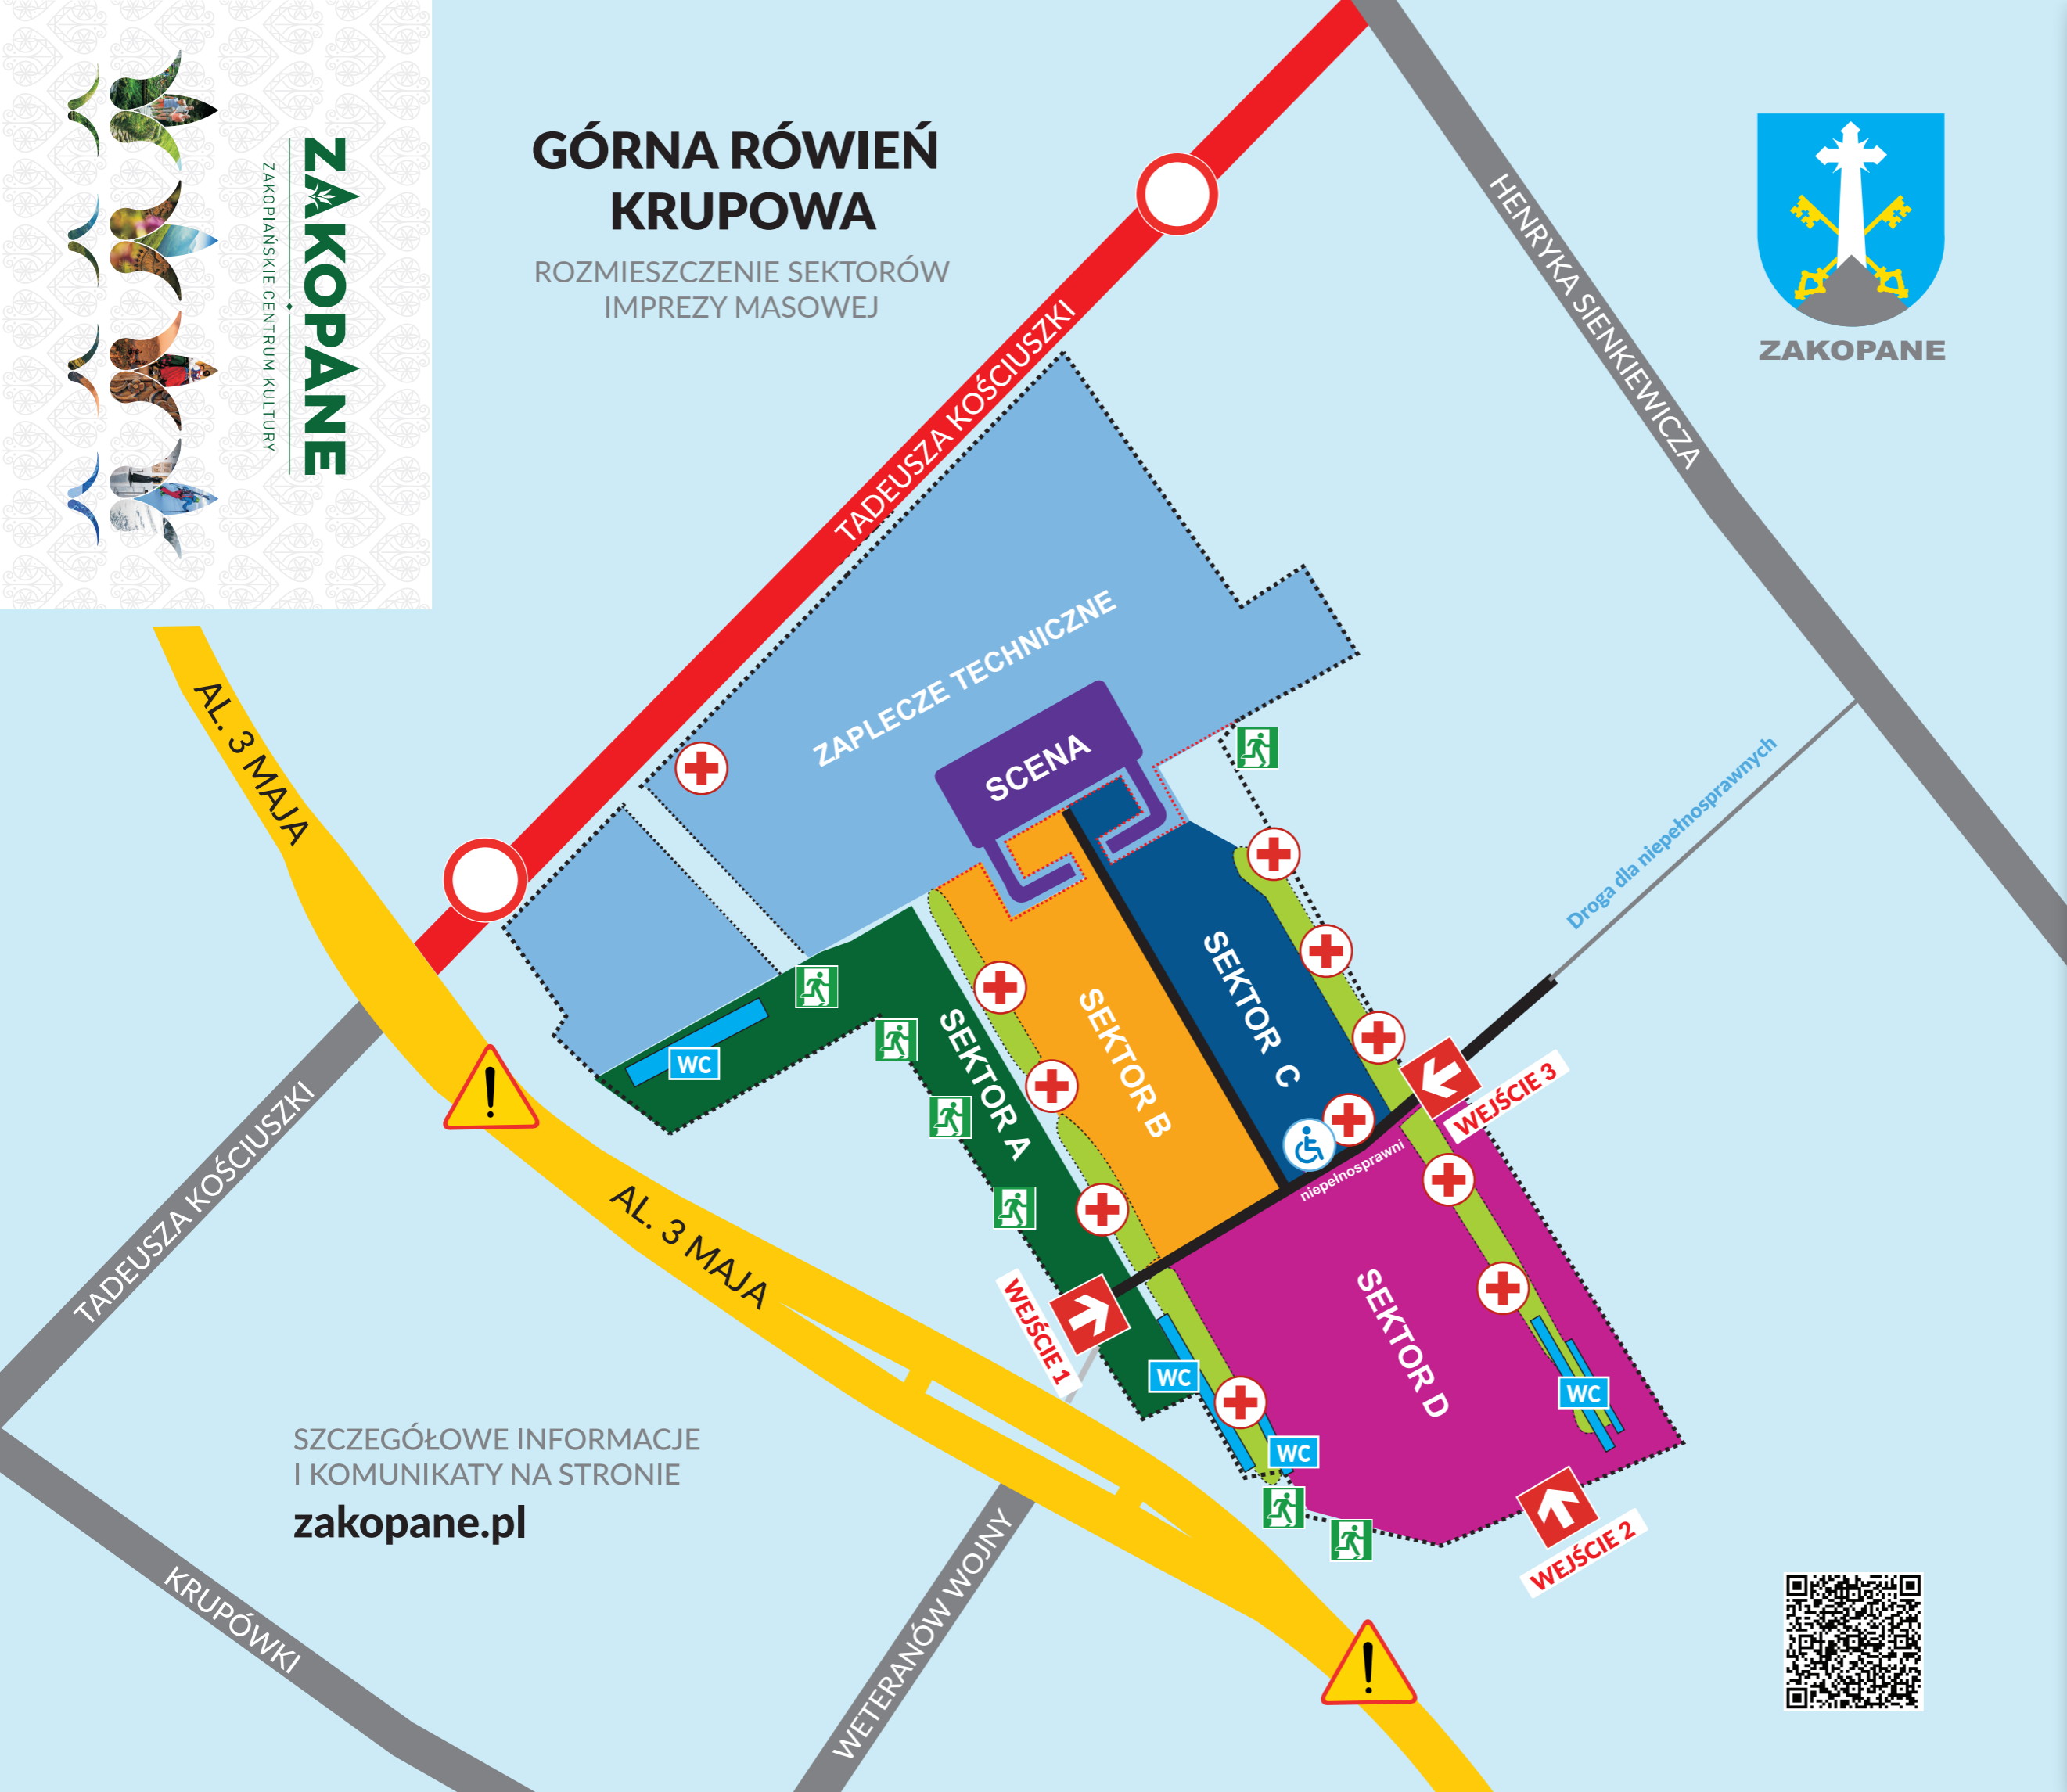 ZAKOPANE
ZAKOPIAŃSKIE CENTRUM KULTURY
GÓRNA RÓWIEŃ
KRUPOWA
ROZMIESZCZENIE SEKTORÓW
IMPREZY MASOWEJ
ZAKOPANE
HENRYKA SIENKIEWICZA
TADEUSZA KOŚCIUSZKI
ZAPLECZE TECHNICZNE
SCENA
AL. 3 MAJA
Droga dla niepełnosprawnych
SEKTOR A
SEKTOR B
SEKTOR C
WC
WEJŚCIE 3
niepełnosprawni
TADEUSZA KOŚCIUSZKI
AL. 3 MAJA
WEJŚCIE 1
SEKTOR D
WC
WC
WC
WEJŚCIE 2
SZCZEGÓŁOWE INFORMACJE
I KOMUNIKATY NA STRONIE
zakopane.pl
KRUPÓWKI
WETERANÓW WOJNY